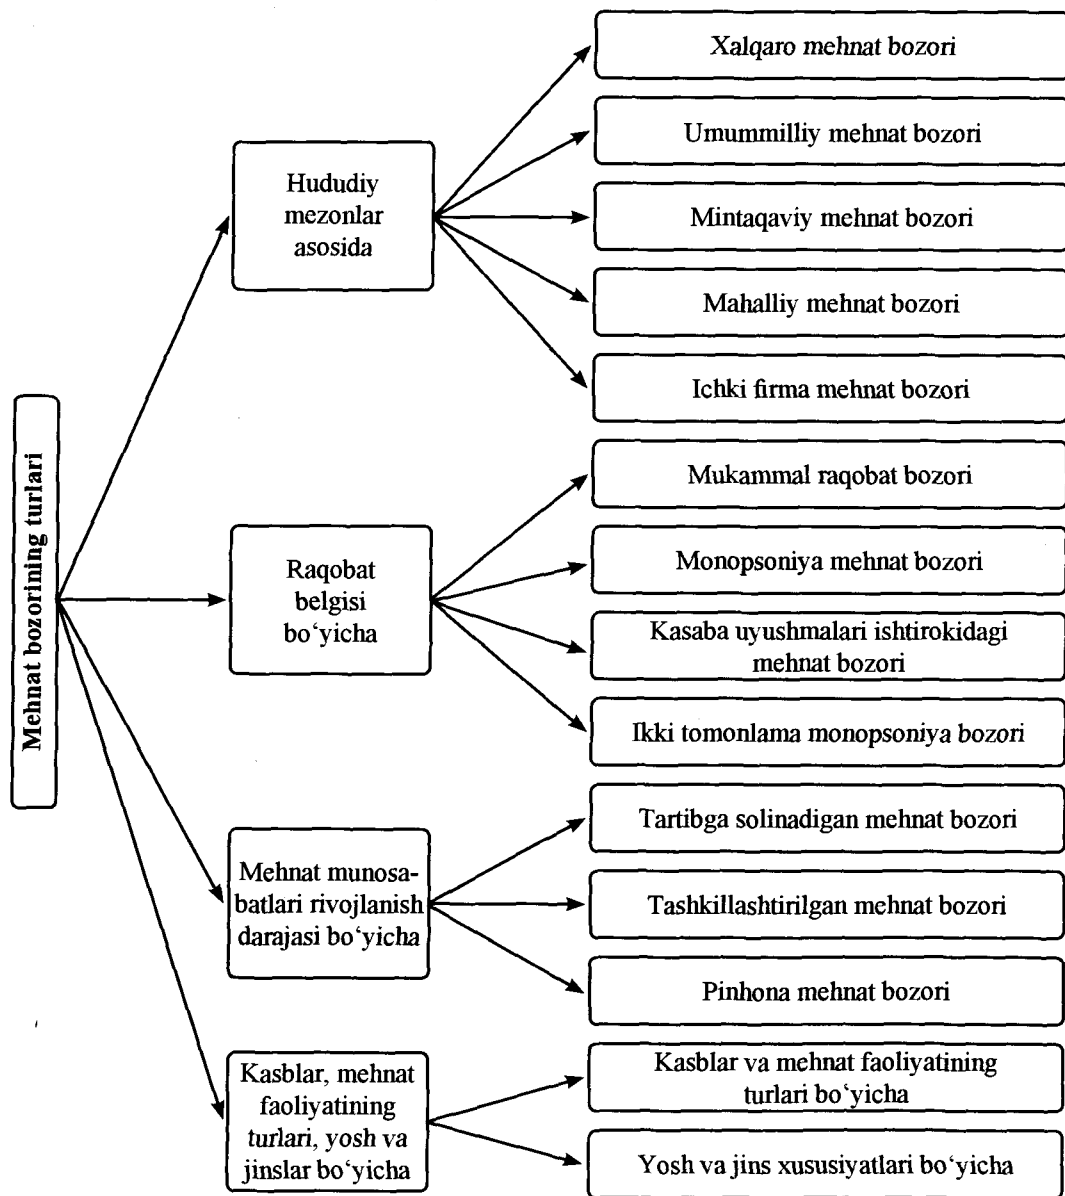 Mehnat bozorining turlari
Hududiy
mezonlar
asosida
Xalqaro mehnat bozori
Umummilliy mehnat bozori
Mintaqaviy mehnat bozori
Mahalliy mehnat bozori
Ichki firma mehnat bozori
Raqobat
belgisi
bo‘yicha
Mukammal raqobat bozori
Monopsoniya mehnat bozori
Kasaba uyushmalari ishtirokidagi
mehnat bozori
Ikki tomonlama monopsoniya bozori
Mehnat munosa-
batlari rivojlanish
darajasi bo‘yicha
Tartibga solinadigan mehnat bozori
Tashkillashtirilgan mehnat bozori
Pinhona mehnat bozori
Kasblar, mehnat
faoliyatining
turlari, yosh va
jinslar bo‘yicha
Kasblar va mehnat faoliyatining
turlari bo‘yicha
Yosh va jins xususiyatlari bo‘yicha